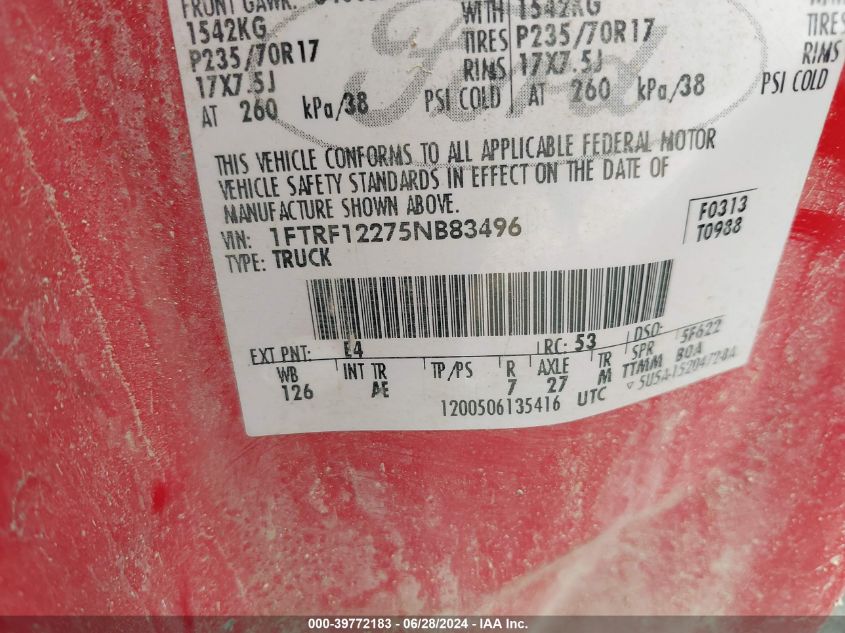 FRONT GAWR:
1542KG WITH 1542KG WITH
P235/70R17 TIRES P235/70R17 TIRES
17X7.5J RIMS 17X7.5J RIMS
AT 260 kPa/38 PSI COLD AT 260 kPa/38 PSI COLD
Ford
THIS VEHICLE CONFORMS TO ALL APPLICABLE FEDERAL MOTOR
VEHICLE SAFETY STANDARDS IN EFFECT ON THE DATE OF
MANUFACTURE SHOWN ABOVE.
VIN: 1FTRF12275NB83496
TYPE: TRUCK
F0313
T0988
EXT PNT: E4 RC: 53 DSO: 5F622
WB INT TR TP/PS R AXLE TR SPR
126 AE 7 27 M TTMM B0A
1200506135416 UTC
000-39772183 - 06/28/2024 - IAA Inc.